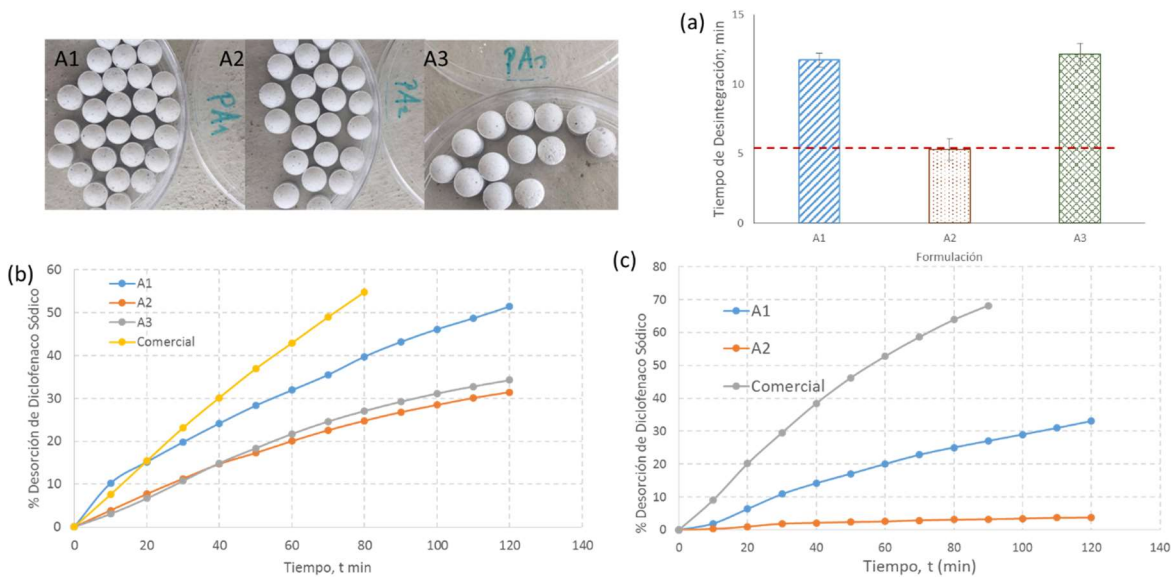 A1
A2
A3
PA1
PA2
PA3
(a)
Tiempo de Desintegración; min
15
10
5
0
A1
A2
A3
Formulación
(b)
% Desorción de Diclofenaco Sódico
60
50
40
30
20
10
0
A1
A2
A3
Comercial
0
20
40
60
80
100
120
140
Tiempo, t min
(c)
% Desorción de Diclofenaco Sódico
80
70
60
50
40
30
20
10
0
A1
A2
Comercial
0
20
40
60
80
100
120
140
Tiempo, t (min)